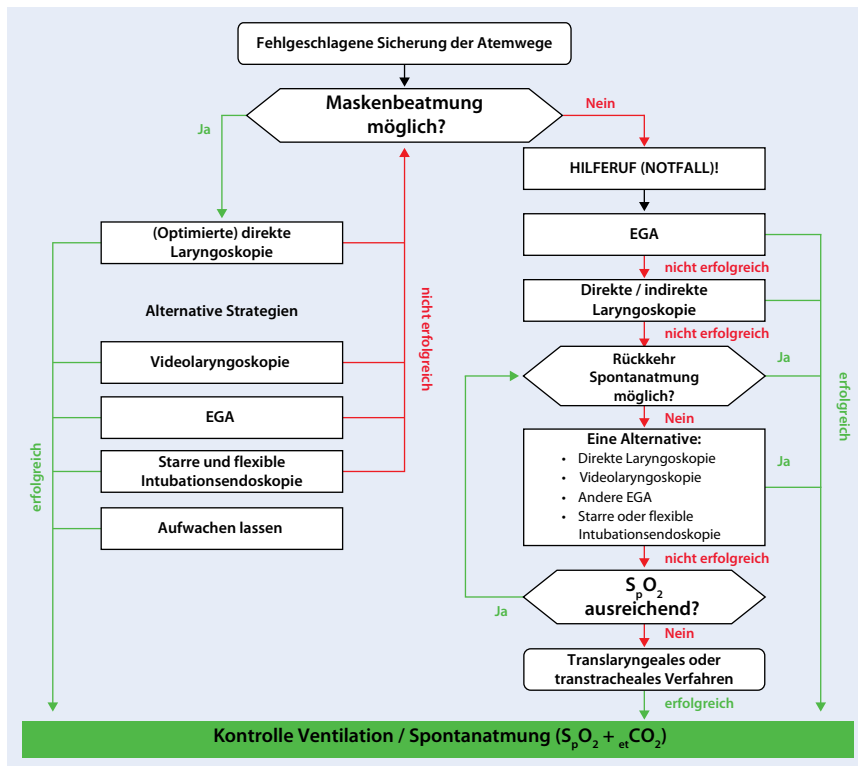 Fehlgeschlagene Sicherung der Atemwege
Maskenbeatmung
möglich?
Ja
Nein
HILFERUF (NOTFALL)!
(Optimierte) direkte
Laryngoskopie
EGA
nicht erfolgreich
Direkte / indirekte
Laryngoskopie
nicht erfolgreich
Alternative Strategien
nicht erfolgreich
Videolaryngoskopie
Rückkehr
Spontanatmung
möglich?
Ja
erfolgreich
Nein
EGA
Eine Alternative:
• Direkte Laryngoskopie
• Videolaryngoskopie
• Andere EGA
• Starre oder flexible
Intubationsendoskopie
Ja
Starre und flexible
Intubationsendoskopie
erfolgreich
Aufwachen lassen
nicht erfolgreich
SpO2
ausreichend?
Ja
Nein
Translaryngeales oder
transtracheales Verfahren
erfolgreich
Kontrolle Ventilation / Spontanatmung (SpO2 + etCO2)